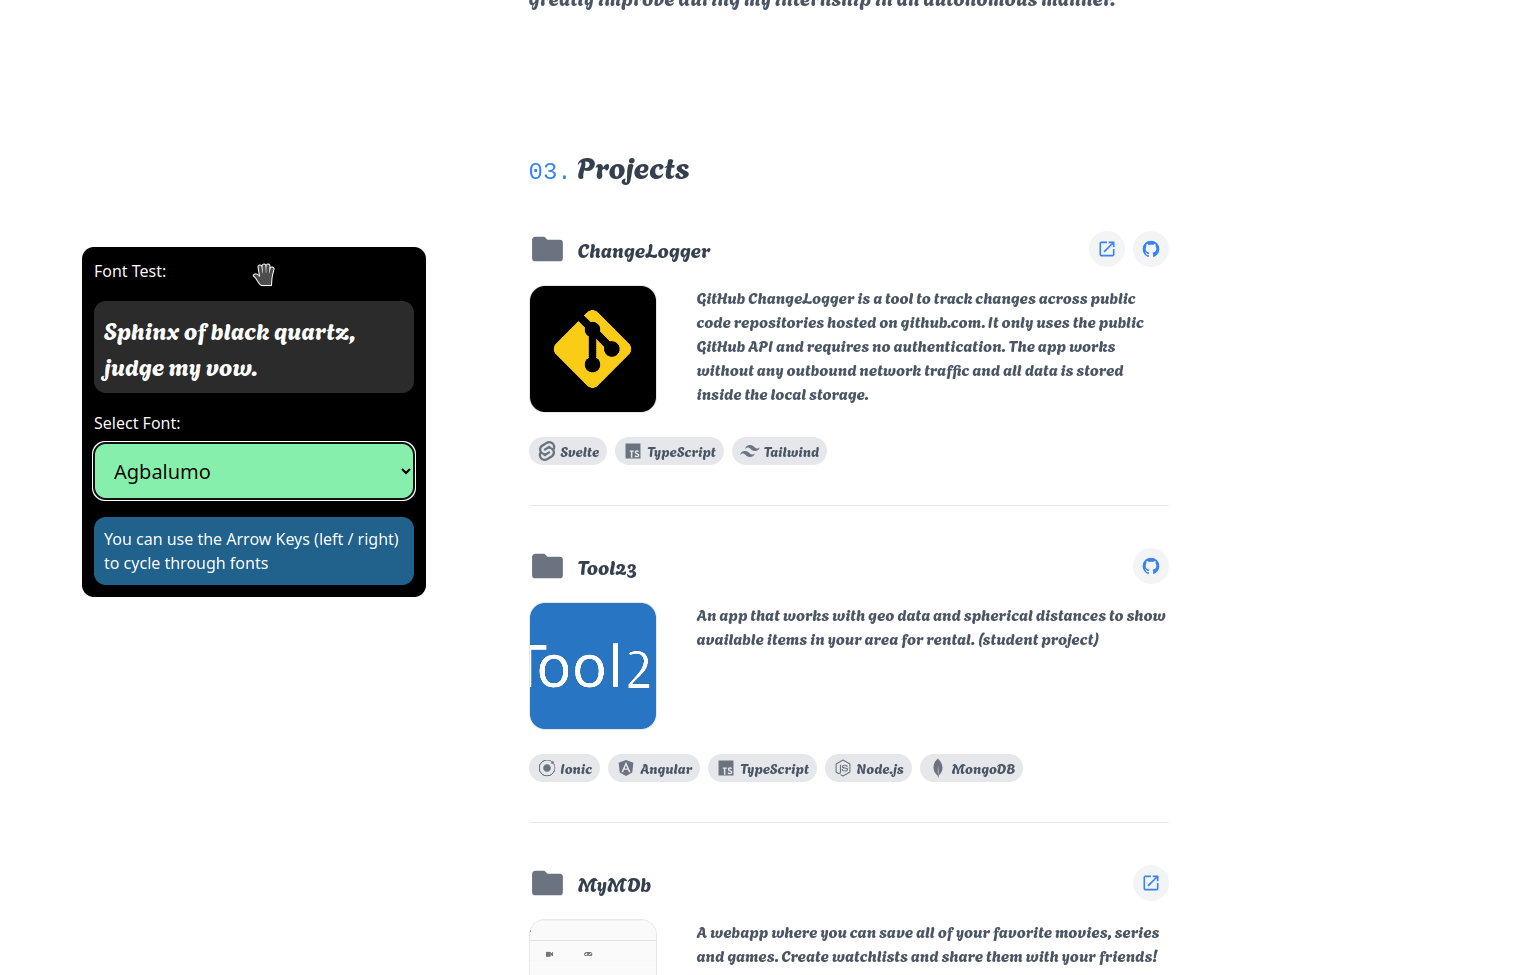 greatly improve during my internship in an autonomous manner.
03. Projects
Font Test:
Sphinx of black quartz,
judge my vow.
Select Font:
Agbalumo
You can use the Arrow Keys (left / right)
to cycle through fonts
ChangeLogger
GitHub ChangeLogger is a tool to track changes across public
code repositories hosted on github.com. It only uses the public
GitHub API and requires no authentication. The app works
without any outbound network traffic and all data is stored
inside the local storage.
Svelte
TS TypeScript
Tailwind
Tool23
Tool2
An app that works with geo data and spherical distances to show
available items in your area for rental. (student project)
Ionic
Angular
TS TypeScript
JS Node.js
MongoDB
MyMDb
A webapp where you can save all of your favorite movies, series
and games. Create watchlists and share them with your friends!